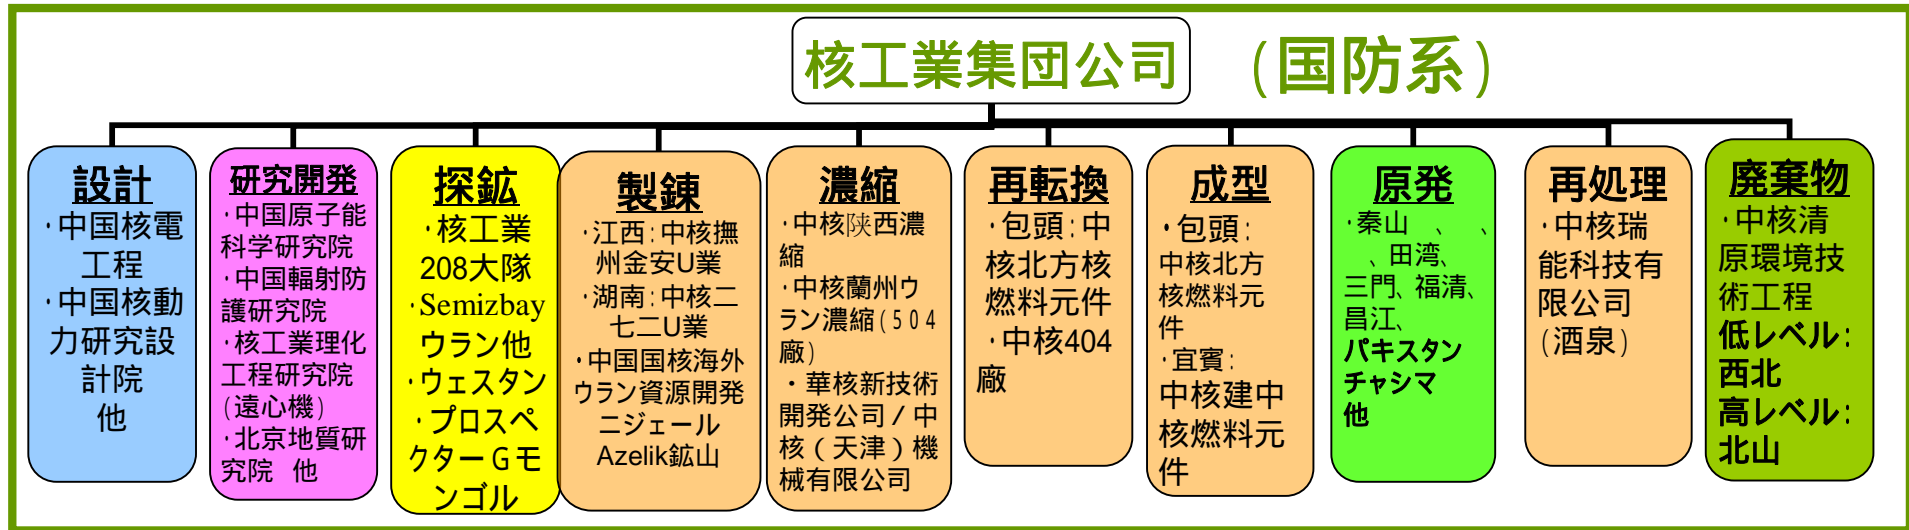 核工業集団公司 (国防系)
設計
·中国核電
工程
·中国核動
力研究設
計院
他
研究開発
·中国原子能
科学研究院
·中国輻射防
護研究院
·核工業理化
工程研究院
(遠心機)
·北京地質研
究院 他
探鉱
·核工業
208大隊
·Semizbay
ウラン他
·ウェスタン
·プロスペ
クターGモ
ンゴル
製錬
·江西:中核撫
州金安U業
·湖南:中核二
七二U業
·中国国核海外
ウラン資源開発
ニジェール
Azelik鉱山
濃縮
·中核陕西濃
縮
·中核蘭州ウ
ラン濃縮(504
廠)
・華核新技術
開発公司/中
核(天津)機
械有限公司
再転換
·包頭:中
核北方核
燃料元件
·中核404
廠
成型
·包頭:
中核北方
核燃料元
件
·宜賓:
中核建中
核燃料元
件
原発
·秦山 、 、
、田湾、
三門、福清、
昌江、
パキスタン
チャシマ
他
再処理
·中核瑞
能科技有
限公司
(酒泉)
廃棄物
·中核清
原環境技
術工程
低レベル:
西北
高レベル:
北山